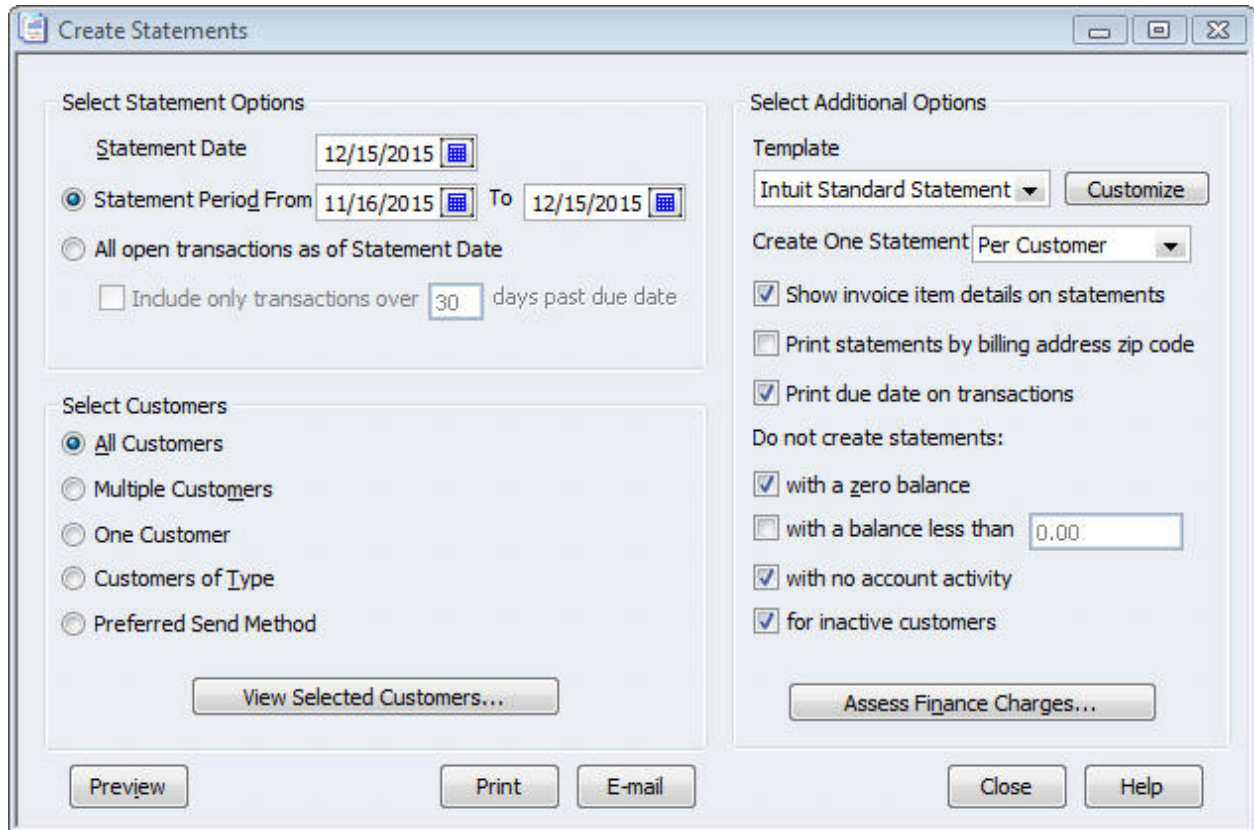 Create Statements
Select Statement Options
Statement Date 12/15/2015
Statement Period From 11/16/2015 To 12/15/2015
All open transactions as of Statement Date
Include only transactions over 30 days past due date
Select Customers
All Customers
Multiple Customers
One Customer
Customers of Type
Preferred Send Method
View Selected Customers...
Select Additional Options
Template
Intuit Standard Statement Customize
Create One Statement Per Customer
Show invoice item details on statements
Print statements by billing address zip code
Print due date on transactions
Do not create statements:
with a zero balance
with a balance less than 0.00
with no account activity
for inactive customers
Assess Finance Charges...
Preview Print E-mail Close Help